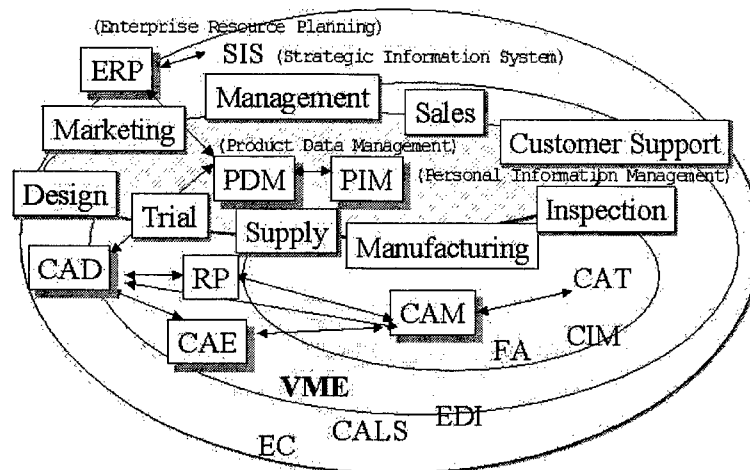 (Enterprise Resource Planning)
ERP
SIS (Strategic Information System)
Management
Sales
Marketing
Customer Support
(Product Data Management)
PDM
PIM
(Personal Information Management)
Design
Trial
Inspection
Supply
Manufacturing
CAD
RP
CAT
CAM
CAE
FA
CIM
VME
EC
CALS
EDI